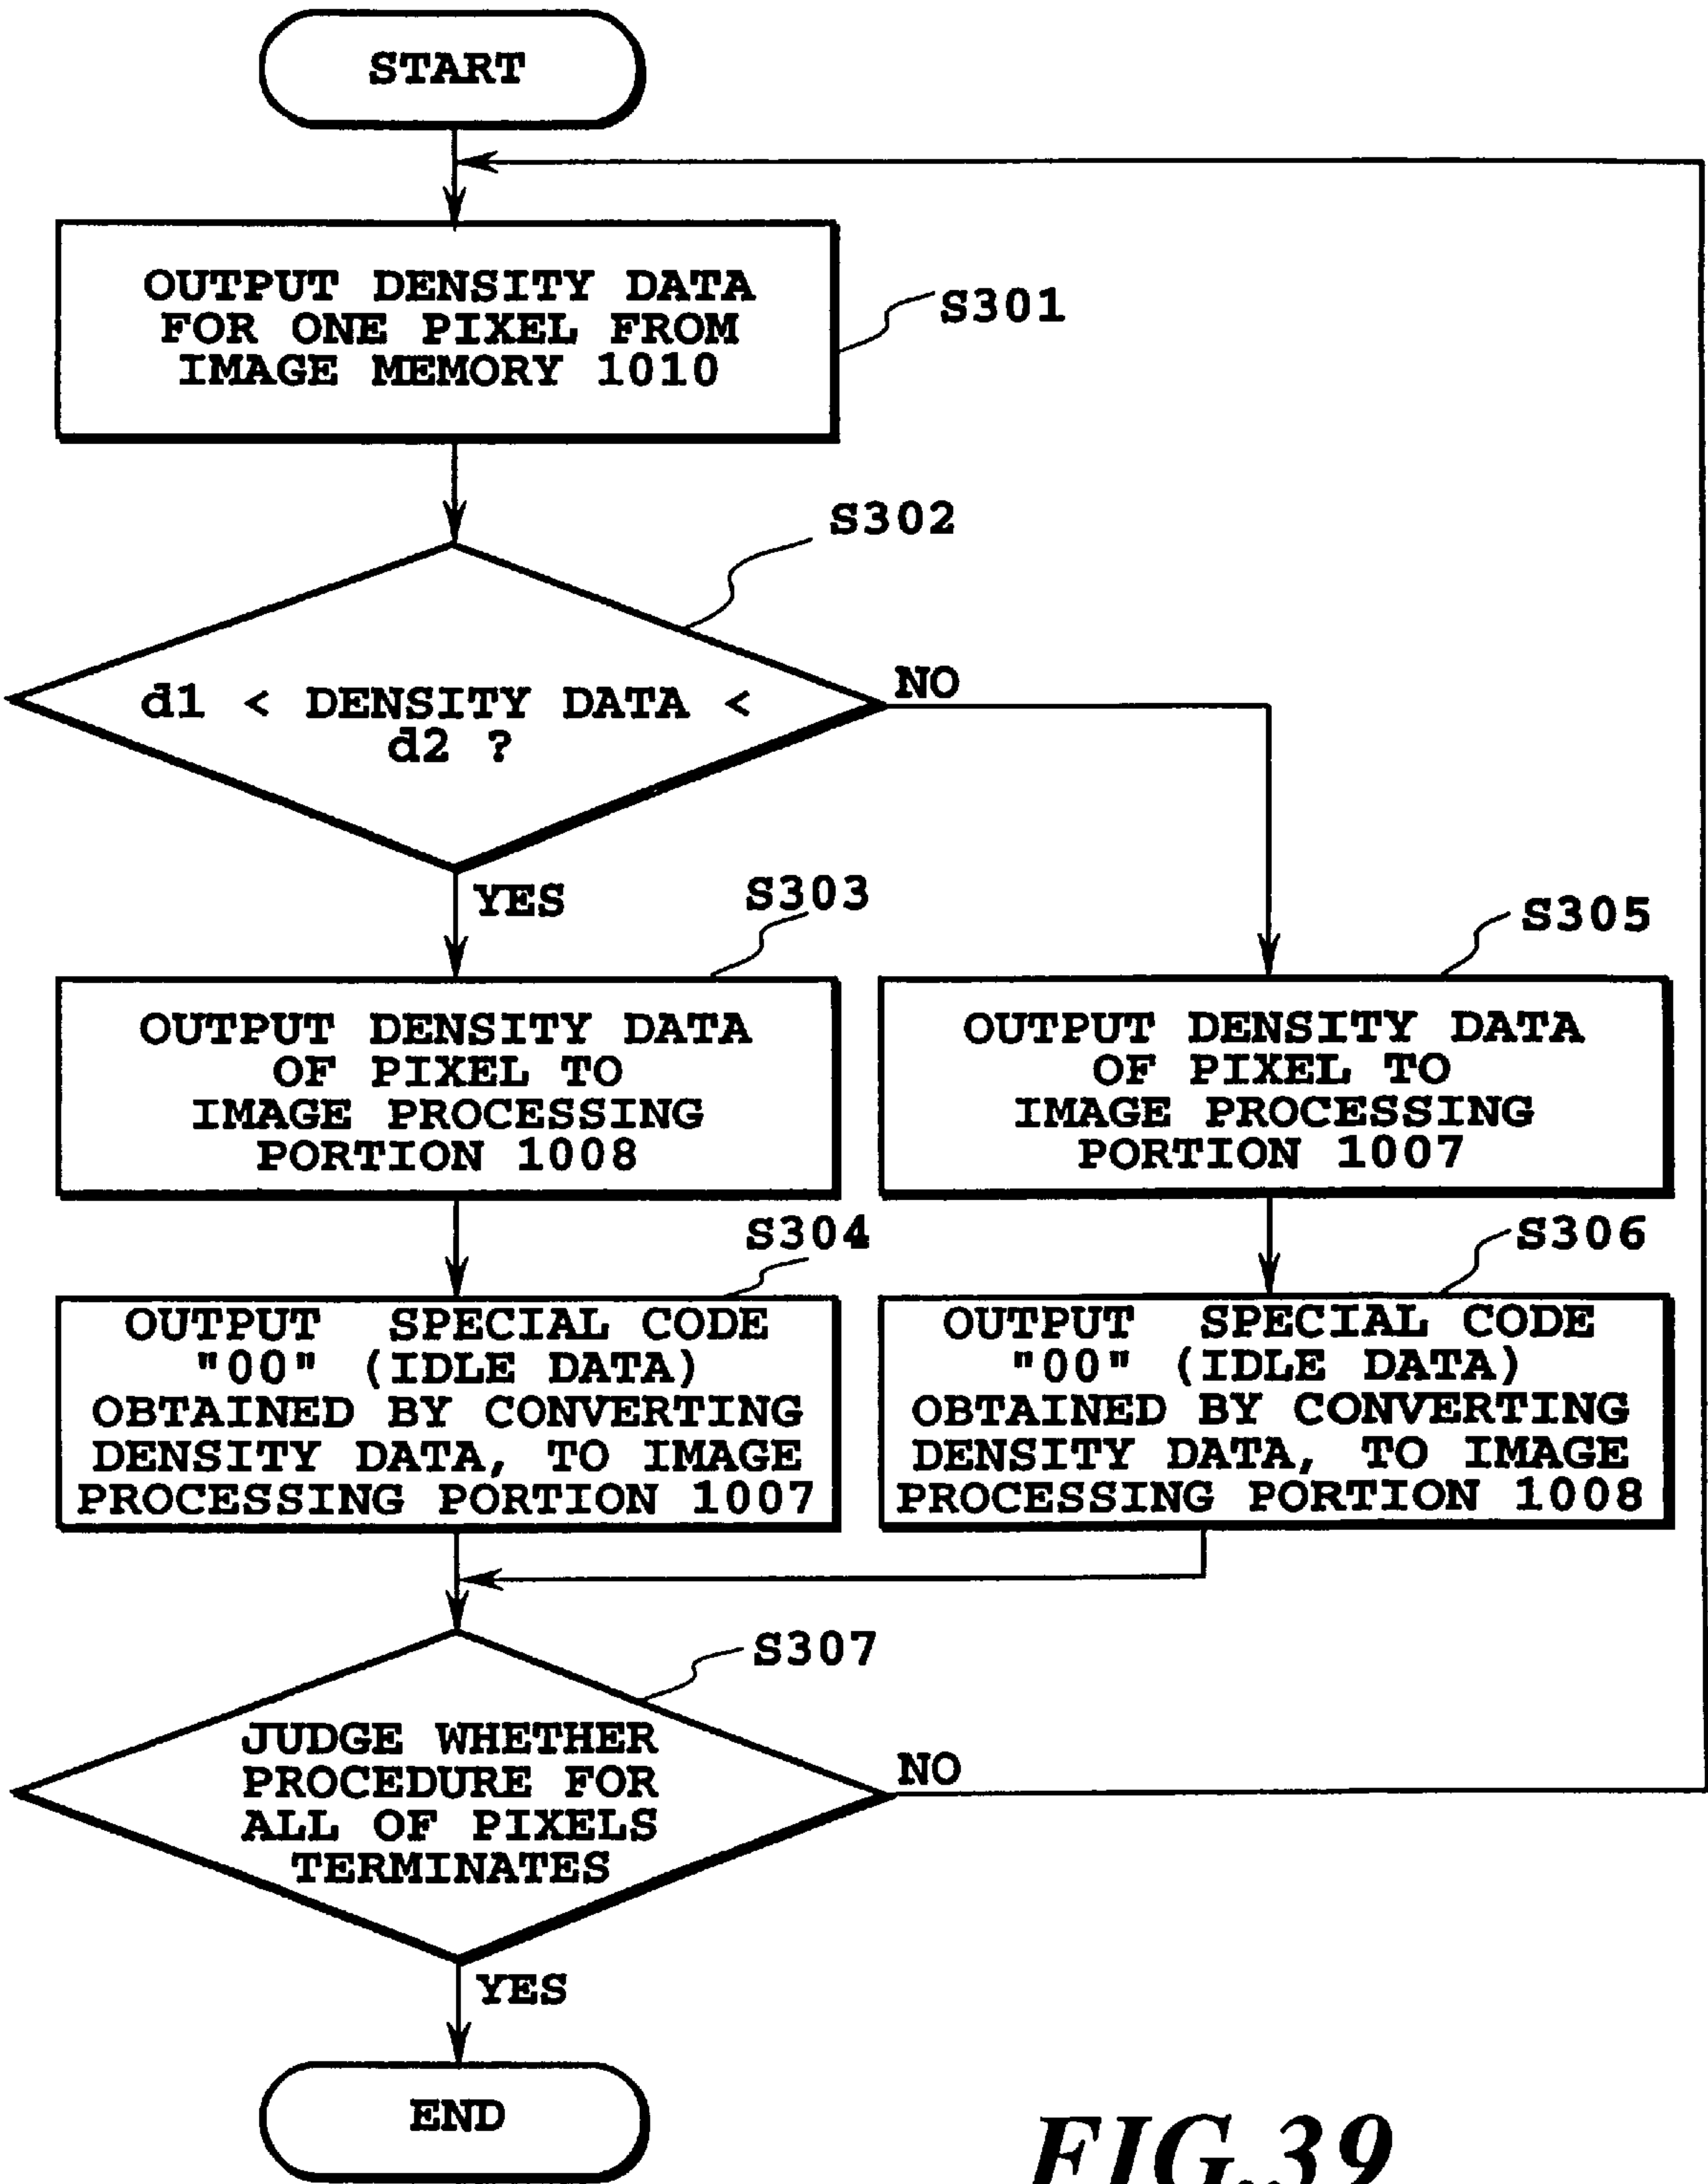 START
OUTPUT DENSITY DATA
FOR ONE PIXEL FROM
IMAGE MEMORY 1010
S301
S302
d1 < DENSITY DATA <
d2 ?
NO
YES
S303
OUTPUT DENSITY DATA
OF PIXEL TO
IMAGE PROCESSING
PORTION 1008
S305
OUTPUT DENSITY DATA
OF PIXEL TO
IMAGE PROCESSING
PORTION 1007
S304
OUTPUT SPECIAL CODE
"00" (IDLE DATA)
OBTAINED BY CONVERTING
DENSITY DATA, TO IMAGE
PROCESSING PORTION 1007
S306
OUTPUT SPECIAL CODE
"00" (IDLE DATA)
OBTAINED BY CONVERTING
DENSITY DATA, TO IMAGE
PROCESSING PORTION 1008
S307
JUDGE WHETHER
PROCEDURE FOR
ALL OF PIXELS
TERMINATES
NO
YES
END
FIG.39